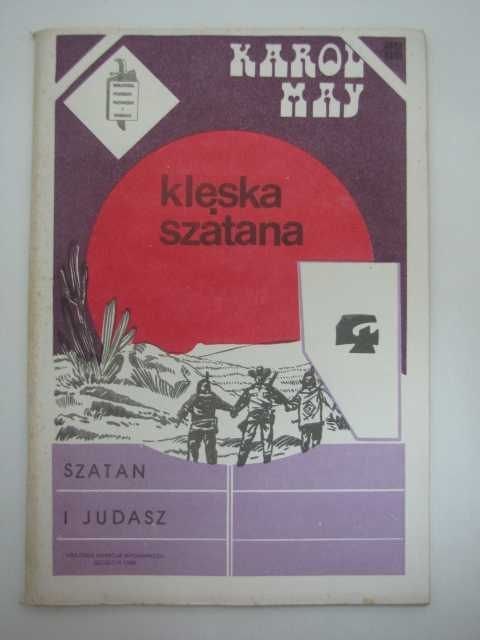 KAROL
MAY
klęska
szatana
SZATAN
I JUDASZ